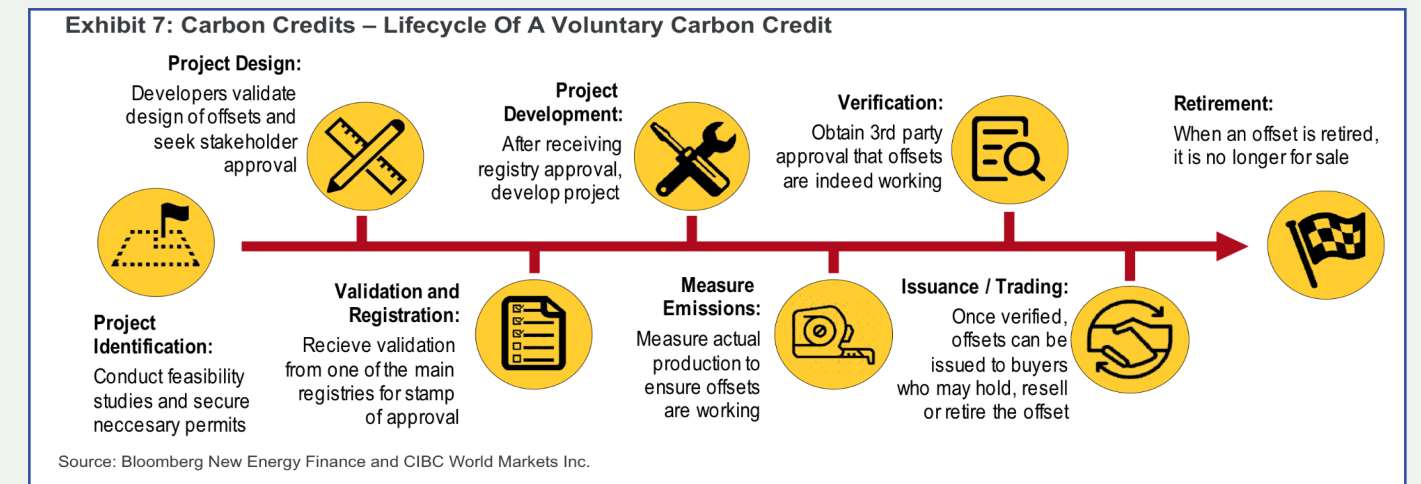 Exhibit 7: Carbon Credits – Lifecycle Of A Voluntary Carbon Credit
Project Identification:
Conduct feasibility
studies and secure
neccesary permits
Project Design:
Developers validate
design of offsets and
seek stakeholder
approval
Validation and
Registration:
Recieve validation
from one of the main
registries for stamp
of approval
Project
Development:
After receiving
registry approval,
develop project
Measure
Emissions:
Measure actual
production to
ensure offsets
are working
Verification:
Obtain 3rd party
approval that offsets
are indeed working
Issuance / Trading:
Once verified,
offsets can be
issued to buyers
who may hold, resell
or retire the offset
Retirement:
When an offset is retired,
it is no longer for sale
Source: Bloomberg New Energy Finance and CIBC World Markets Inc.